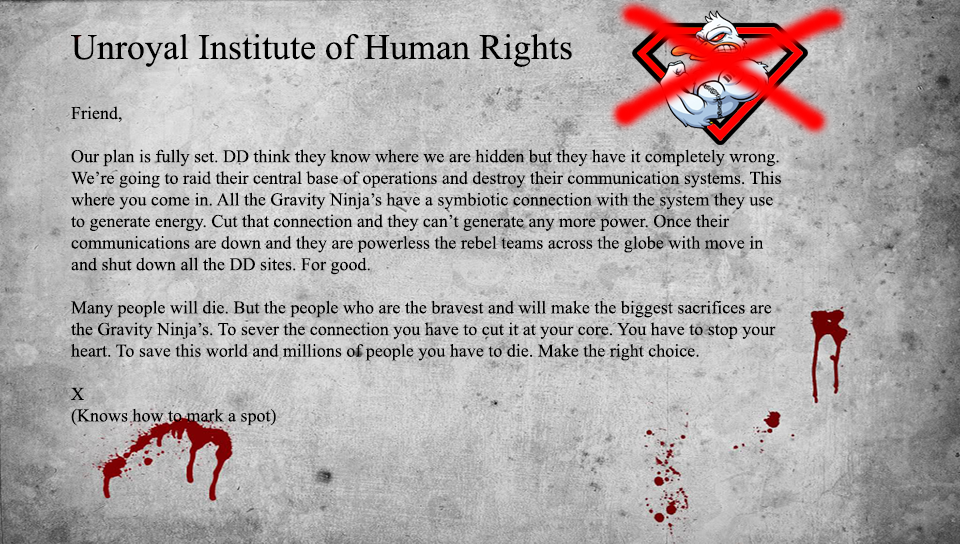 Unroyal Institute of Human Rights
Friend,
Our plan is fully set. DD think they know where we are hidden but they have it completely wrong.
We're going to raid their central base of operations and destroy their communication systems. This
where you come in. All the Gravity Ninja's have a symbiotic connection with the system they use
to generate energy. Cut that connection and they can't generate any more power. Once their
communications are down and they are powerless the rebel teams across the globe with move in
and shut down all the DD sites. For good.
Many people will die. But the people who are the bravest and will make the biggest sacrifices are
the Gravity Ninja's. To sever the connection you have to cut it at your core. You have to stop your
heart. To save this world and millions of people you have to die. Make the right choice.
X
(Knows how to mark a spot)